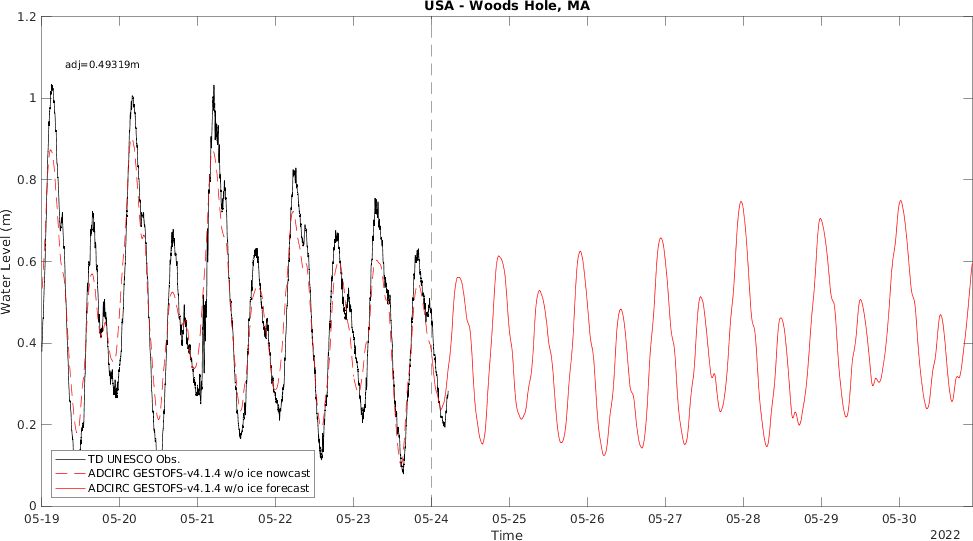 USA - Woods Hole, MA
adj=0.49319m
Water Level (m)
1.2
1
0.8
0.6
0.4
0.2
0
TD UNESCO Obs.
ADCIRC GESTOFS-v4.1.4 w/o ice nowcast
ADCIRC GESTOFS-v4.1.4 w/o ice forecast
05-19 05-20 05-21 05-22 05-23 05-24 05-25 05-26 05-27 05-28 05-29 05-30
Time
2022